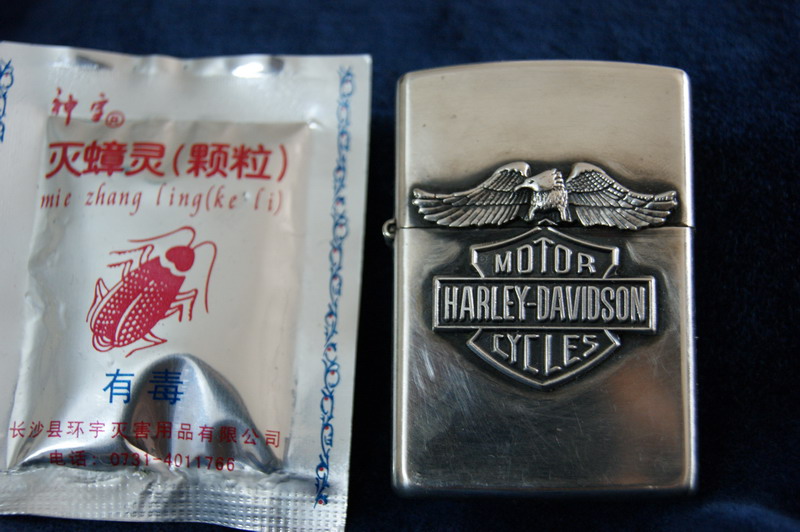 神宇®
灭蟑灵(颗粒)
mie zhang ling(ke li)
有毒
长沙县环宇灭害用品有限公司
电话：0731-4011766
MOTOR
HARLEY-DAVIDSON
CYCLES